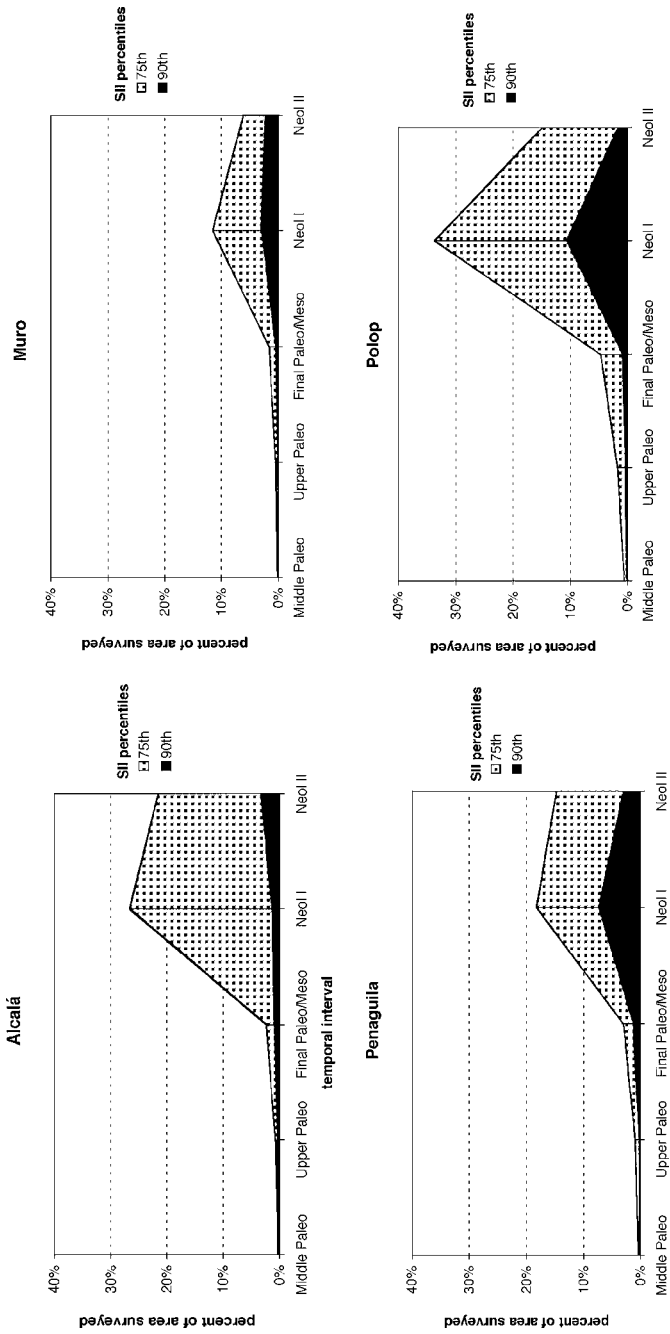 Alcalá
40%
30%
20%
10%
0%
percent of area surveyed
Middle Paleo
Upper Paleo
Final Paleo/Meso
Neol I
Neol II
temporal interval
SII percentiles
75th
90th
Muro
40%
30%
20%
10%
0%
percent of area surveyed
Middle Paleo
Upper Paleo
Final Paleo/Meso
Neol I
Neol II
SII percentiles
75th
90th
Penaguila
40%
30%
20%
10%
0%
percent of area surveyed
Middle Paleo
Upper Paleo
Final Paleo/Meso
Neol I
Neol II
SII percentiles
75th
90th
Polop
40%
30%
20%
10%
0%
percent of area surveyed
Middle Paleo
Upper Paleo
Final Paleo/Meso
Neol I
Neol II
SII percentiles
75th
90th